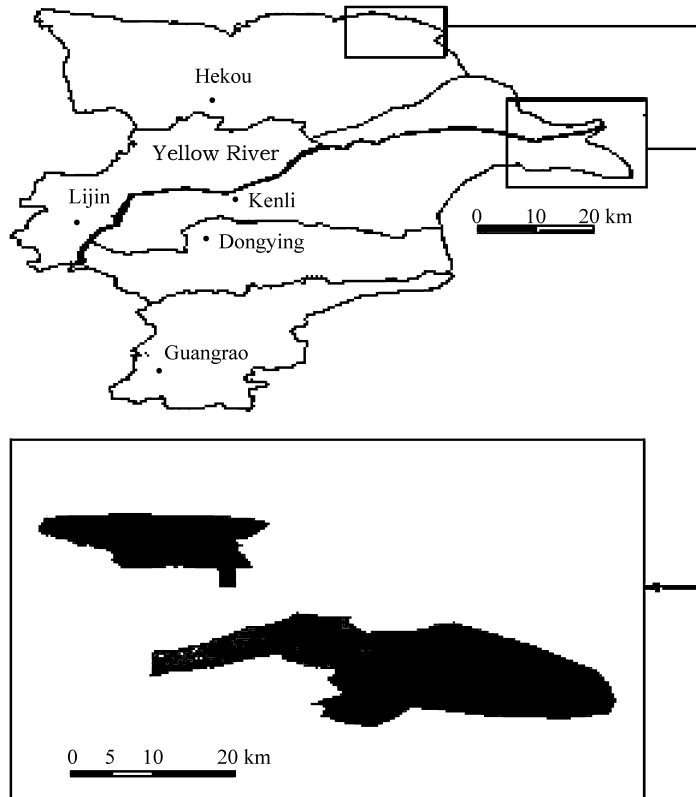 Hekou
Yellow River
Lijin
Kenli
0 10 20 km
Dongying
Guangrao
0 5 10 20 km